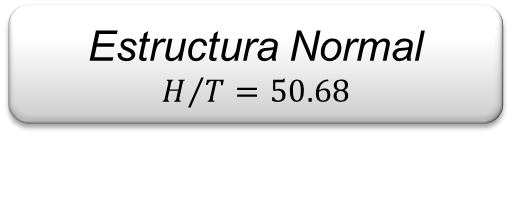 Estructura Normal
H/T = 50.68